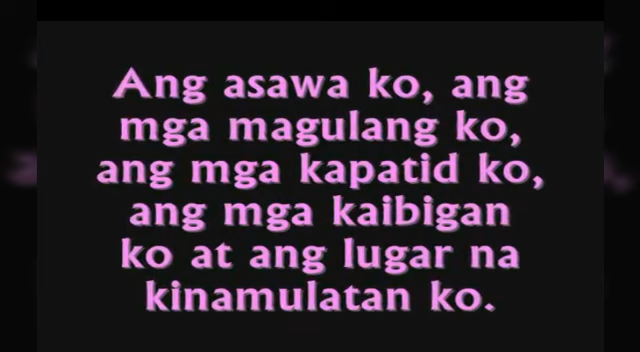 Ang asawa ko, ang
mga magulang ko,
ang mga kapatid ko,
ang mga kaibigan
ko at ang lugar na
kinamulatan ko.